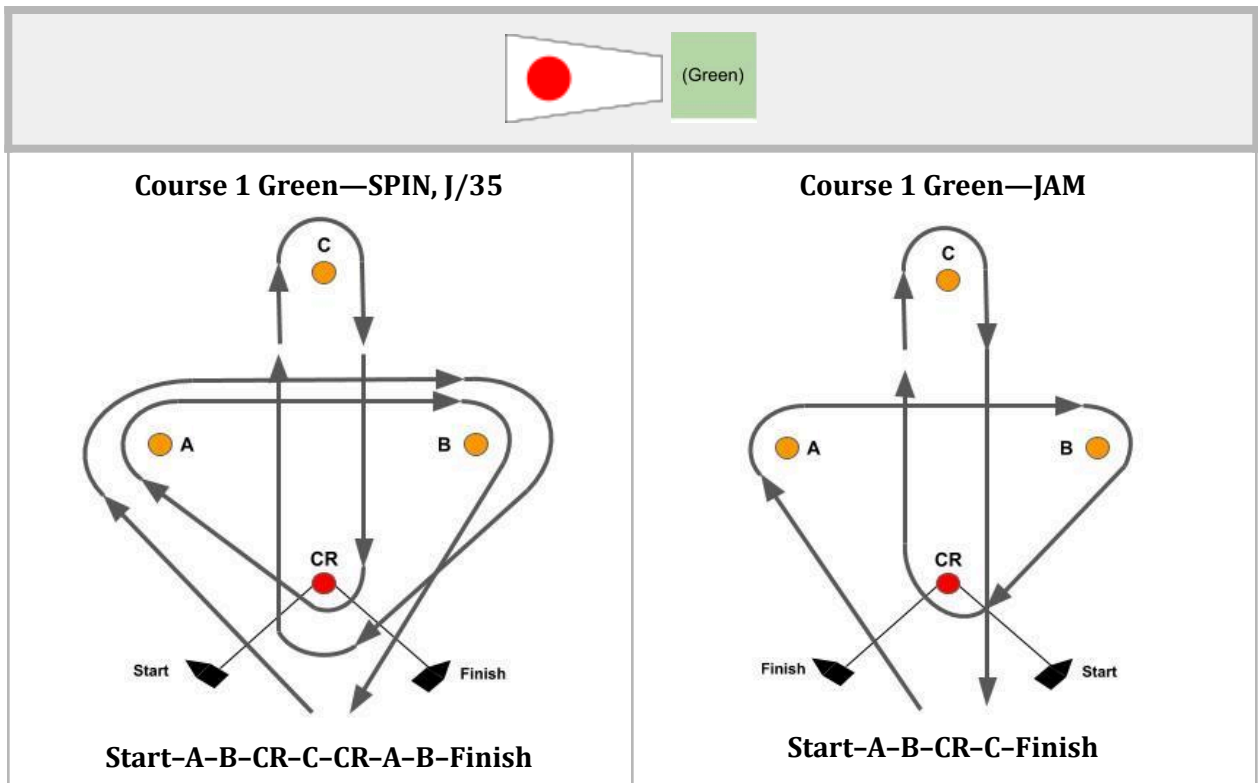 (Green)
Course 1 Green—SPIN, J/35
C
A
B
CR
Start
Finish
Start–A–B–CR–C–CR–A–B–Finish
Course 1 Green—JAM
C
A
B
CR
Finish
Start
Start–A–B–CR–C–Finish